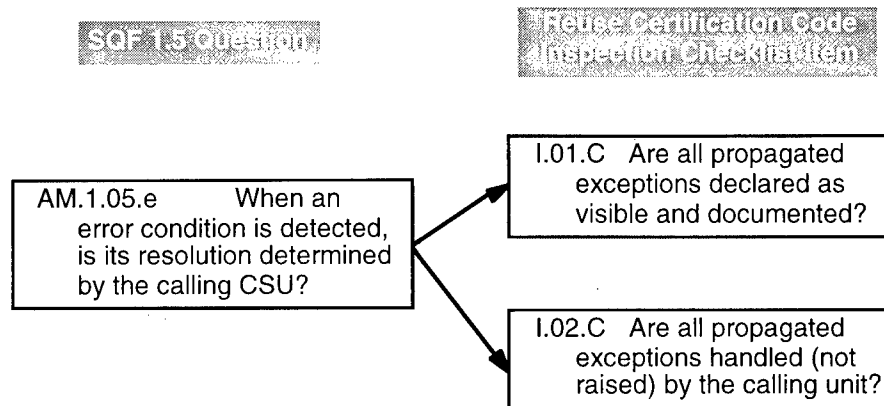 SQF 1.5 Question
Reuse Certification Code
Inspection Checklist Item
AM.1.05.e When an
error condition is detected,
is its resolution determined
by the calling CSU?
I.01.C Are all propagated
exceptions declared as
visible and documented?
I.02.C Are all propagated
exceptions handled (not
raised) by the calling unit?